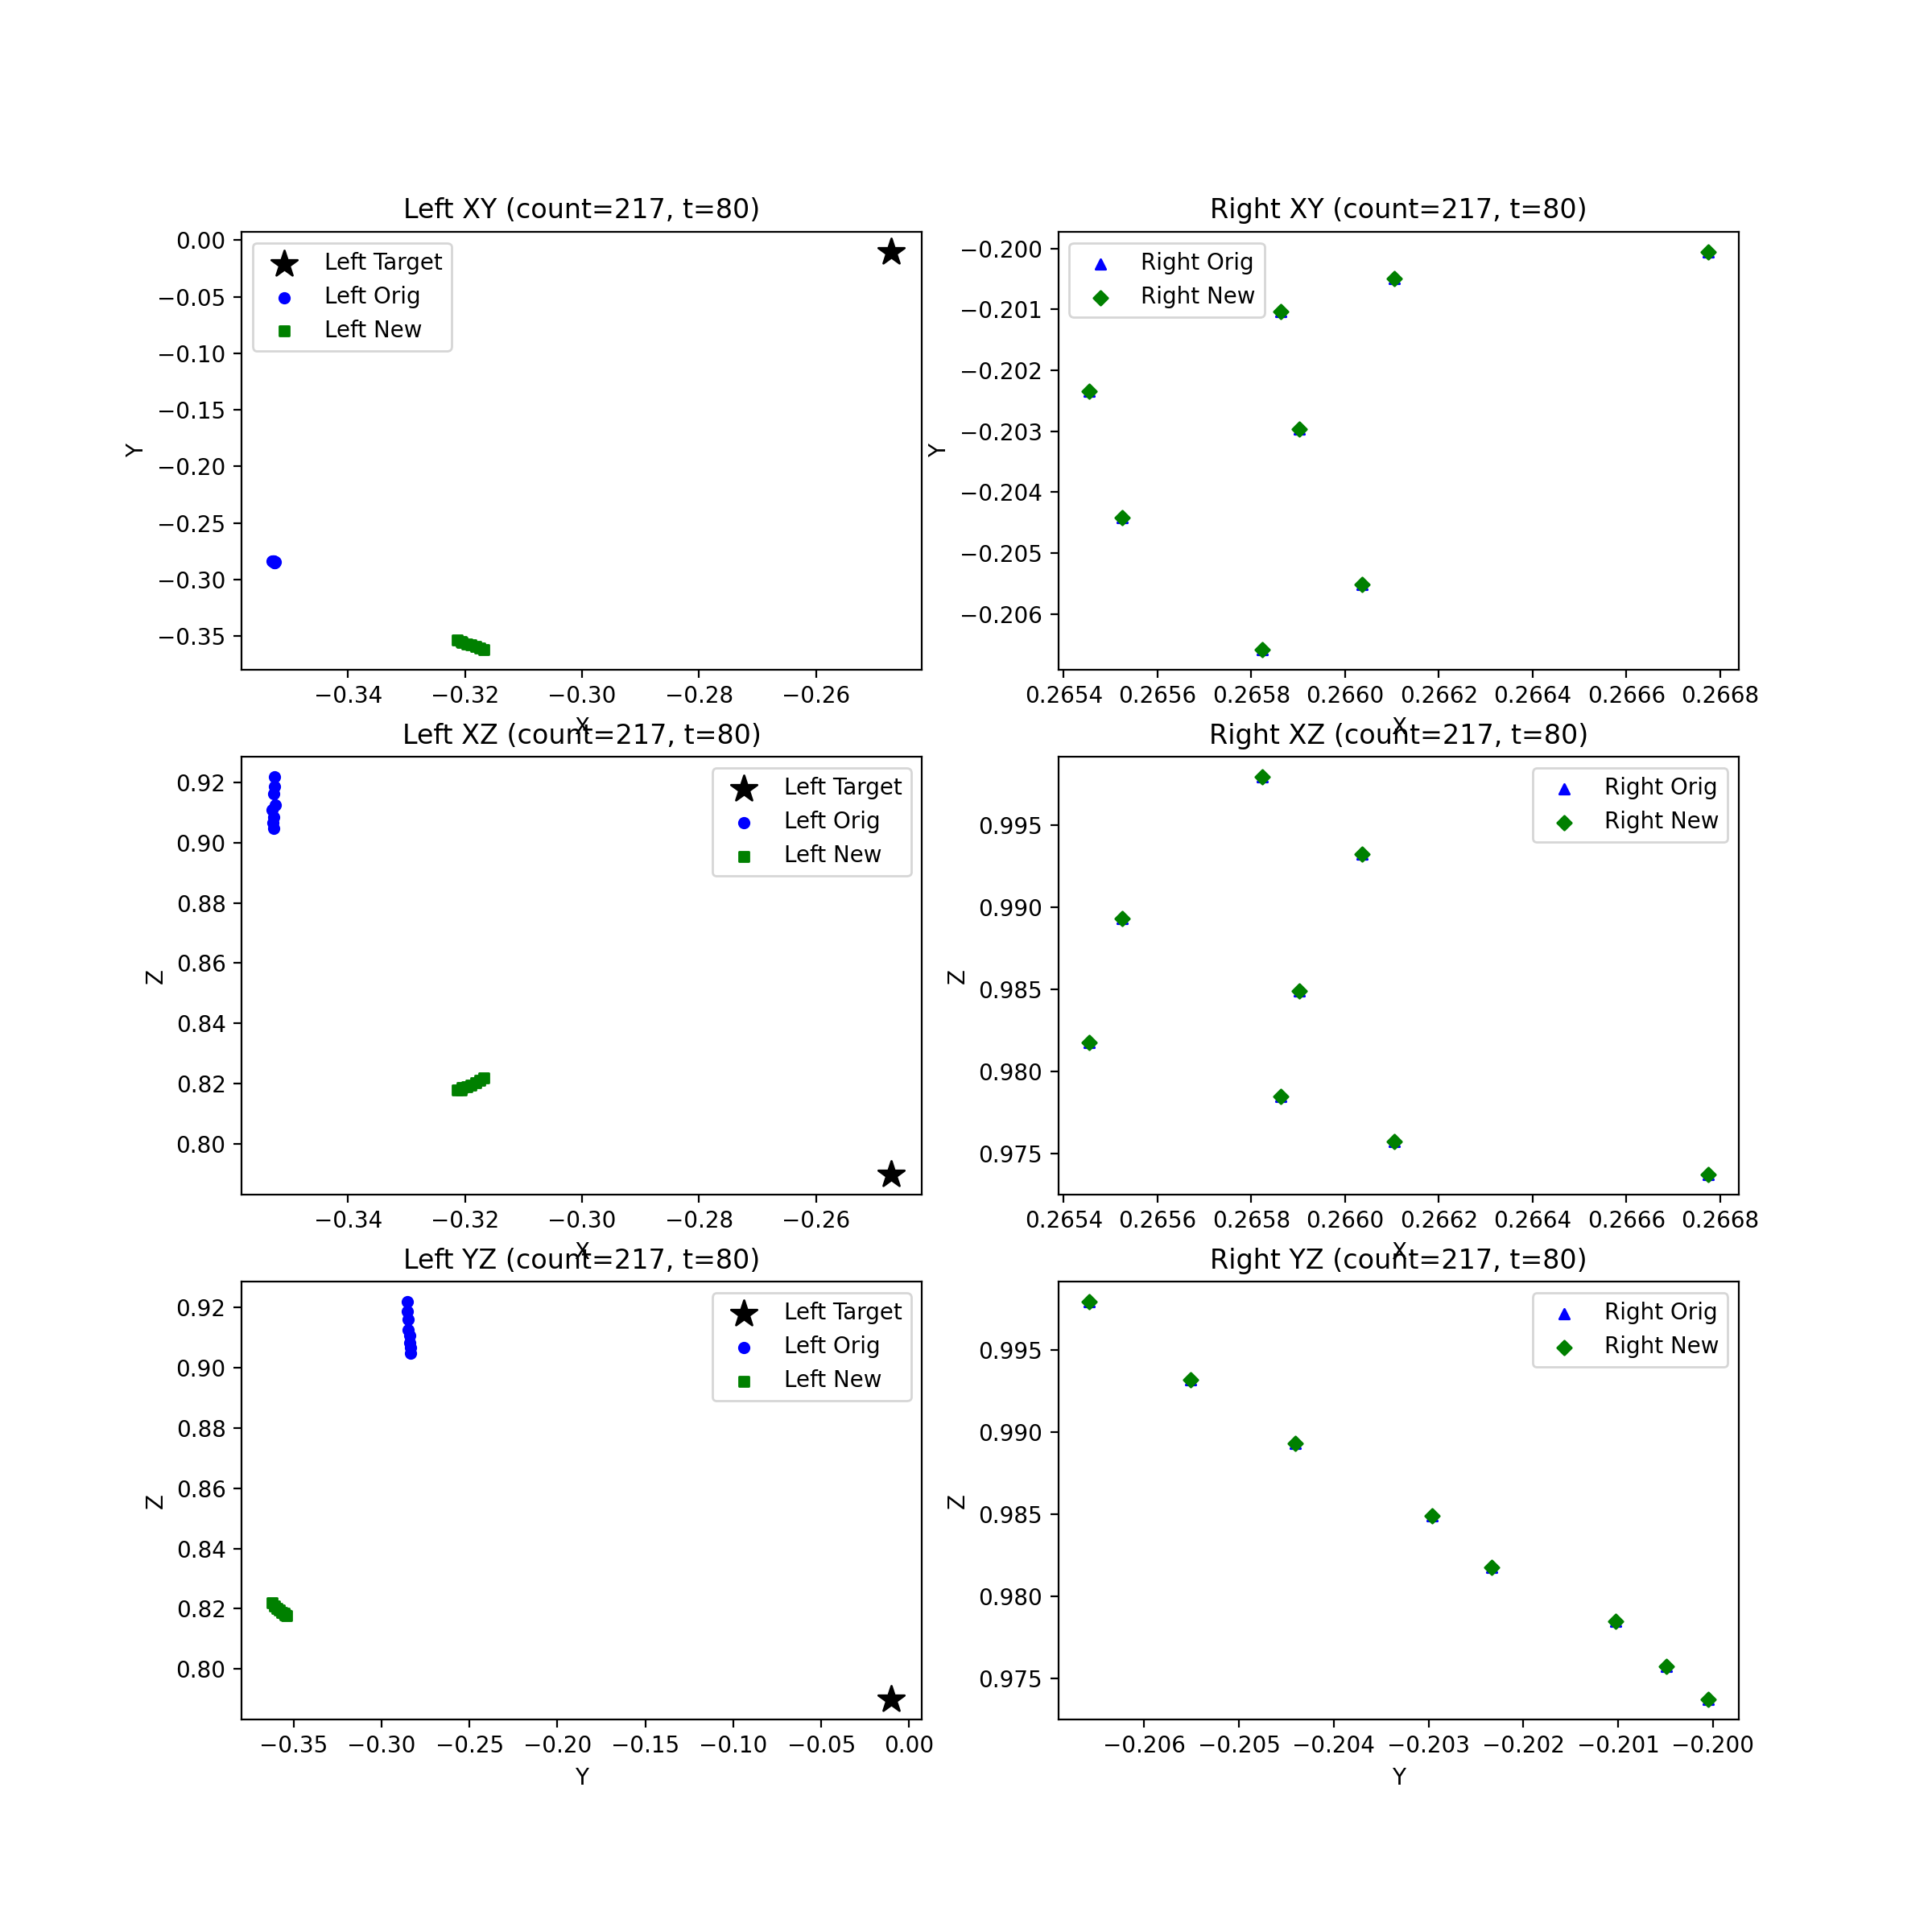 Left XY (count=217, t=80)
0.00
−0.05
−0.10
−0.15
−0.20
−0.25
−0.30
−0.35
Y
Left Target
Left Orig
Left New
−0.34 −0.32 −0.30 −0.28 −0.26
X
Right XY (count=217, t=80)
−0.200
−0.201
−0.202
−0.203
−0.204
−0.205
−0.206
Y
Right Orig
Right New
0.2654 0.2656 0.2658 0.2660 0.2662 0.2664 0.2666 0.2668
X
Left XZ (count=217, t=80)
0.92
0.90
0.88
0.86
0.84
0.82
0.80
Z
Left Target
Left Orig
Left New
−0.34 −0.32 −0.30 −0.28 −0.26
X
Right XZ (count=217, t=80)
0.995
0.990
0.985
0.980
0.975
Z
Right Orig
Right New
0.2654 0.2656 0.2658 0.2660 0.2662 0.2664 0.2666 0.2668
X
Left YZ (count=217, t=80)
0.92
0.90
0.88
0.86
0.84
0.82
0.80
Z
Left Target
Left Orig
Left New
−0.35 −0.30 −0.25 −0.20 −0.15 −0.10 −0.05 0.00
Y
Right YZ (count=217, t=80)
0.995
0.990
0.985
0.980
0.975
Z
Right Orig
Right New
−0.206 −0.205 −0.204 −0.203 −0.202 −0.201 −0.200
Y